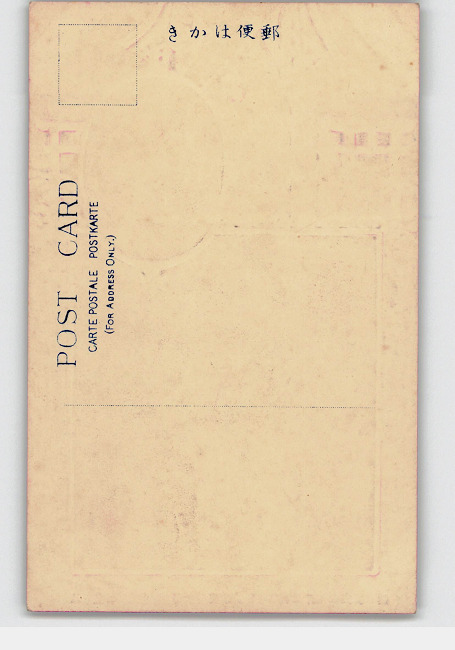 きかは便郵
POST CARD
CARTE POSTALE POSTKARTE
(FOR ADDRESS ONLY.)